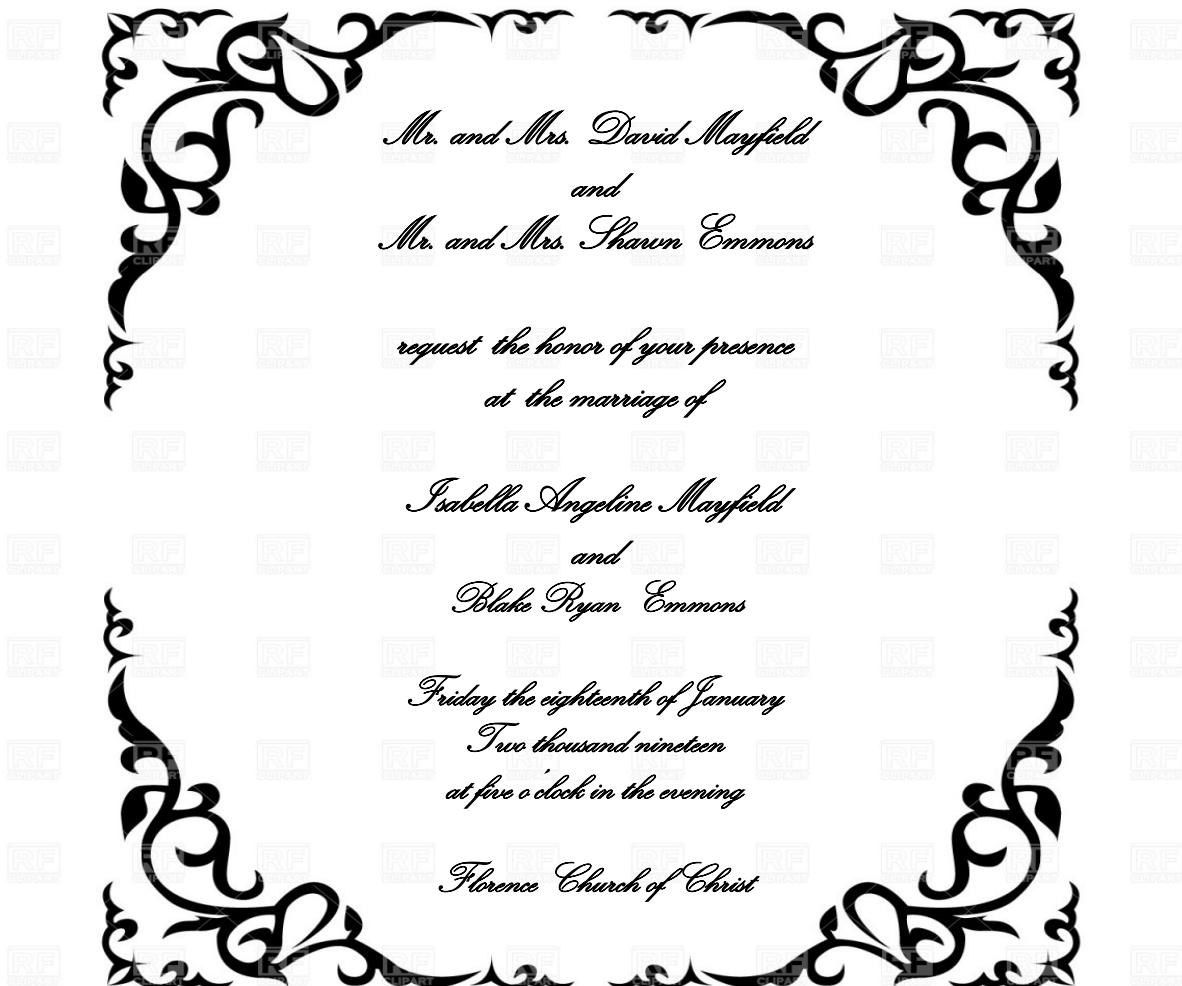 Mr. and Mrs. David Mayfield
and
Mr. and Mrs. Shawn Emmons
request the honor of your presence
at the marriage of
Isabella Angeline Mayfield
and
Blake Ryan Emmons
Friday the eighteenth of January
Two thousand nineteen
at five o'clock in the evening
Florence Church of Christ
RF
CLIPART